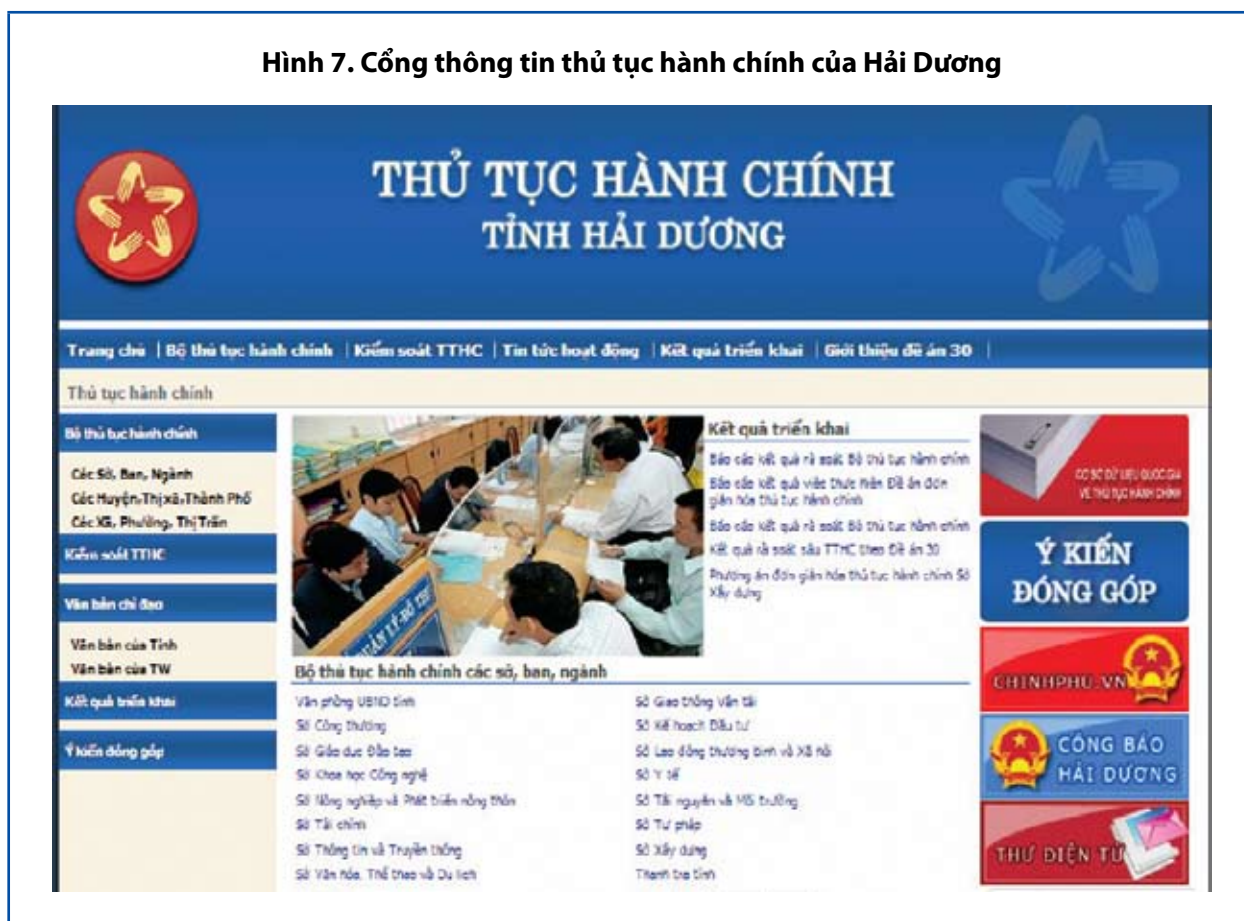 Hình 7. Cổng thông tin thủ tục hành chính của Hải Dương
THỦ TỤC HÀNH CHÍNH
TỈNH HẢI DƯƠNG
Trang chủ | Bộ thủ tục hành chính | Kiểm soát TTHC | Tin tức hoạt động | Kết quả triển khai | Giới thiệu đề án 30 |
Thủ tục hành chính
Bộ thủ tục hành chính
Các Sở, Ban, Ngành
Các Huyện,Thị xã,Thành Phố
Các Xã, Phường, Thị Trấn
Kiểm soát TTHC
Văn bản chỉ đạo
Văn bản của Tỉnh
Văn bản của TW
Kết quả triển khai
Ý kiến đóng góp
Kết quả triển khai
Báo cáo kết quả rà soát Bộ thủ tục hành chính
Báo cáo kết quả việc thực hiện Đề án đơn
giản hóa thủ tục hành chính
Báo cáo kết quả rà soát Bộ thủ tục hành chính
Kết quả rà soát sâu TTHC theo Đề án 30
Phương án đơn giản hóa thủ tục hành chính Sở
Xây dựng
Bộ thủ tục hành chính các sở, ban, ngành
Văn phòng UBND tỉnh
Sở Công thương
Sở Giáo dục Đào tạo
Sở Khoa học Công nghệ
Sở Nông nghiệp và Phát triển nông thôn
Sở Tài chính
Sở Thông tin và Truyền thông
Sở Văn hóa, Thể thao và Du lịch
Sở Giao thông Vận tải
Sở Kế hoạch Đầu tư
Sở Lao động thương binh và Xã hội
Sở Y tế
Sở Tài nguyên và Môi trường
Sở Tư pháp
Sở Xây dựng
Thanh tra tỉnh
CƠ SỞ DỮ LIỆU QUỐC GIA
VỀ THỦ TỤC HÀNH CHÍNH
Ý KIẾN
ĐÓNG GÓP
CHINHPHU.VN
CÔNG BÁO
HẢI DƯƠNG
THƯ ĐIỆN TỬ